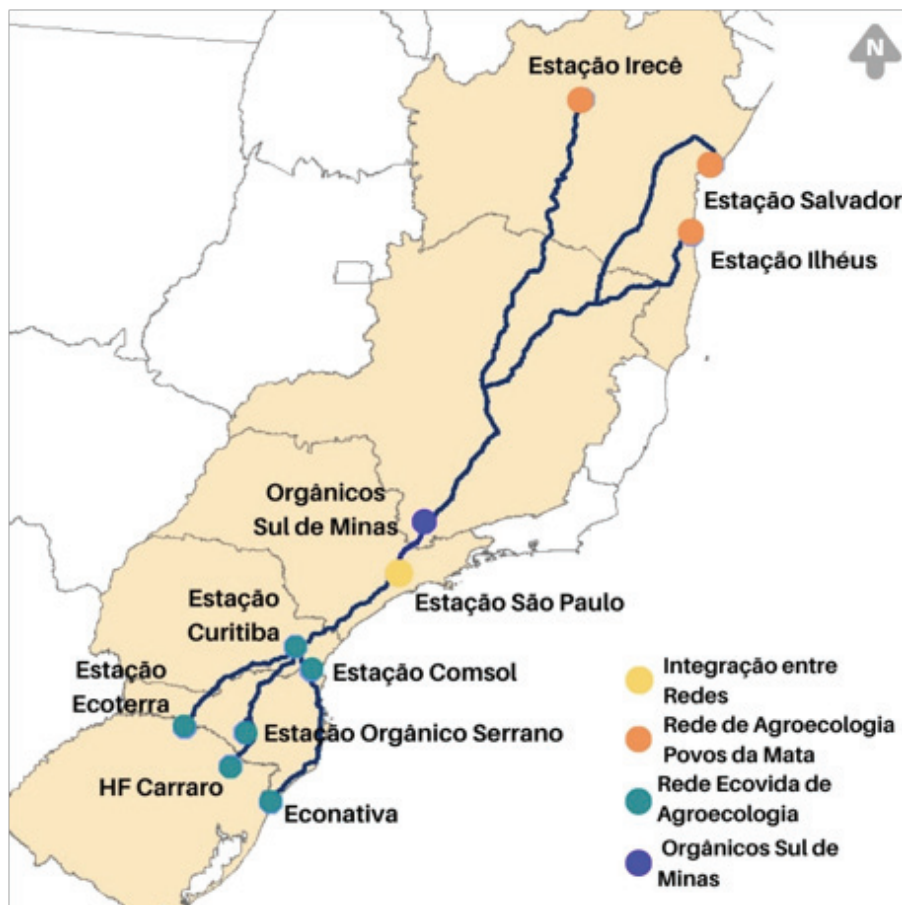 N
Estação Irecê
Estação Salvador
Estação Ilhéus
Orgânicos
Sul de Minas
Estação São Paulo
Estação
Curitiba
Estação Comsol
Estação
Ecoterra
Estação Orgânico Serrano
HF Carraro
Econativa
Integração entre
Redes
Rede de Agroecologia
Povos da Mata
Rede Ecovida de
Agroecologia
Orgânicos Sul de
Minas